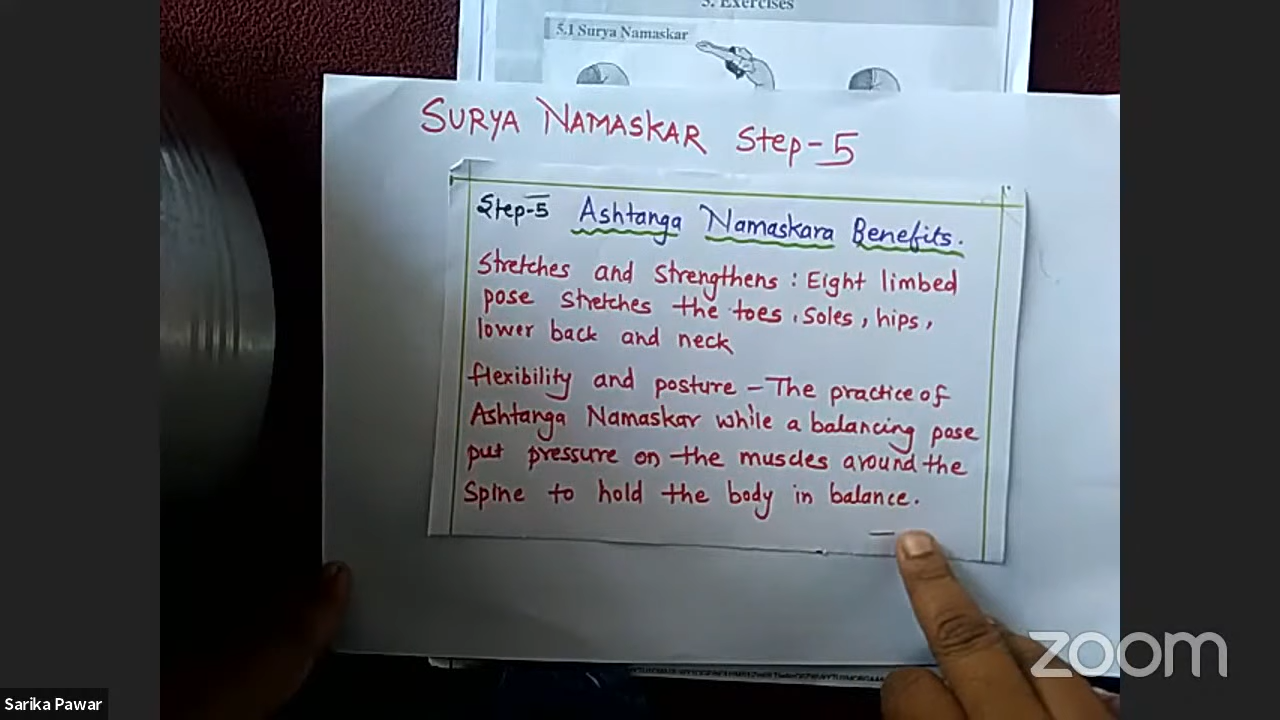 5. Exercises
5.1 Surya Namaskar
SURYA NAMASKAR Step-5
Step-5 Ashtanga Namaskara Benefits.
Stretches and strengthens : Eight limbed
pose stretches the toes, soles, hips,
lower back and neck
flexibility and posture - The practice of
Ashtanga Namaskar while a balancing pose
put pressure on the muscles around the
spine to hold the body in balance.
zoom
Sarika Pawar